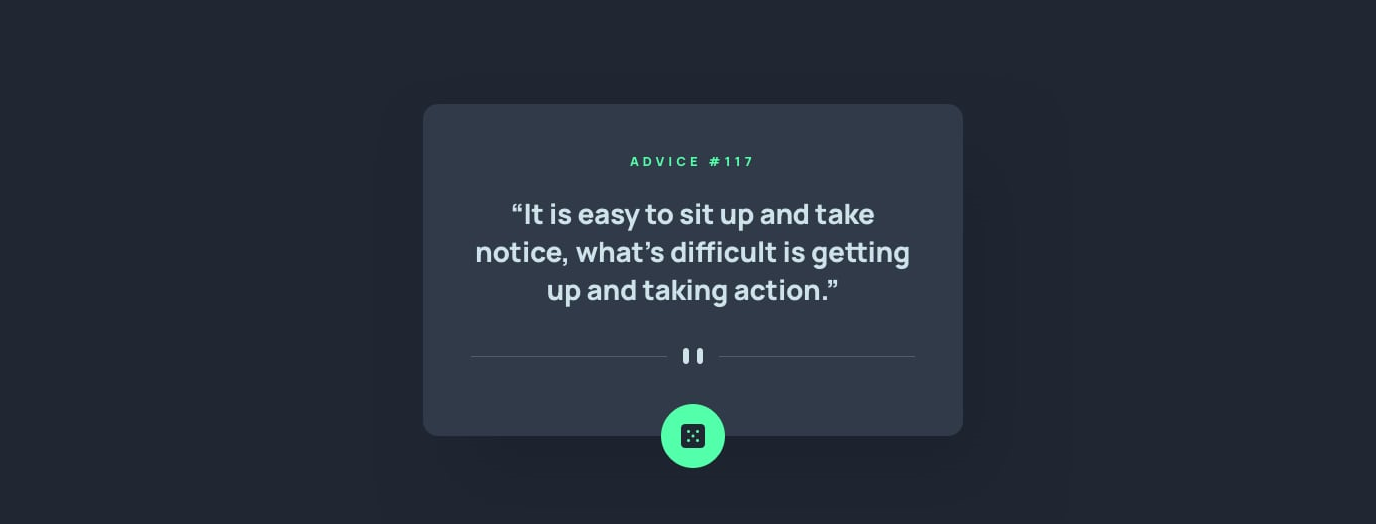 ADVICE #117
“It is easy to sit up and take
notice, what’s difficult is getting
up and taking action.”